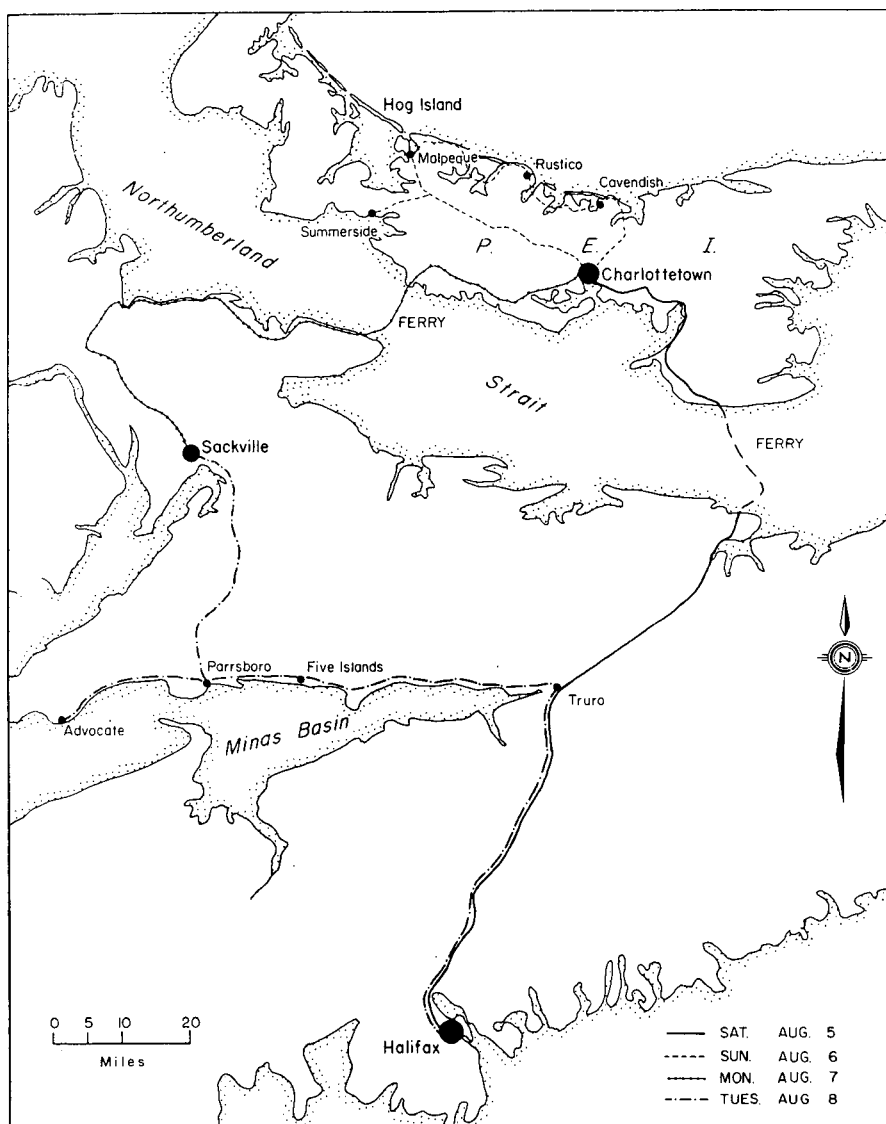 Hog Island
Malpeque
Rustico
Cavendish
Northumberland
Summerside
P. E. I.
Charlottetown
FERRY
Strait
Sackville
FERRY
N
Parrsboro
Five Islands
Truro
Advocate
Minas Basin
0 5 10 20
Miles
Halifax
SAT. AUG. 5
SUN. AUG. 6
MON. AUG. 7
TUES. AUG 8